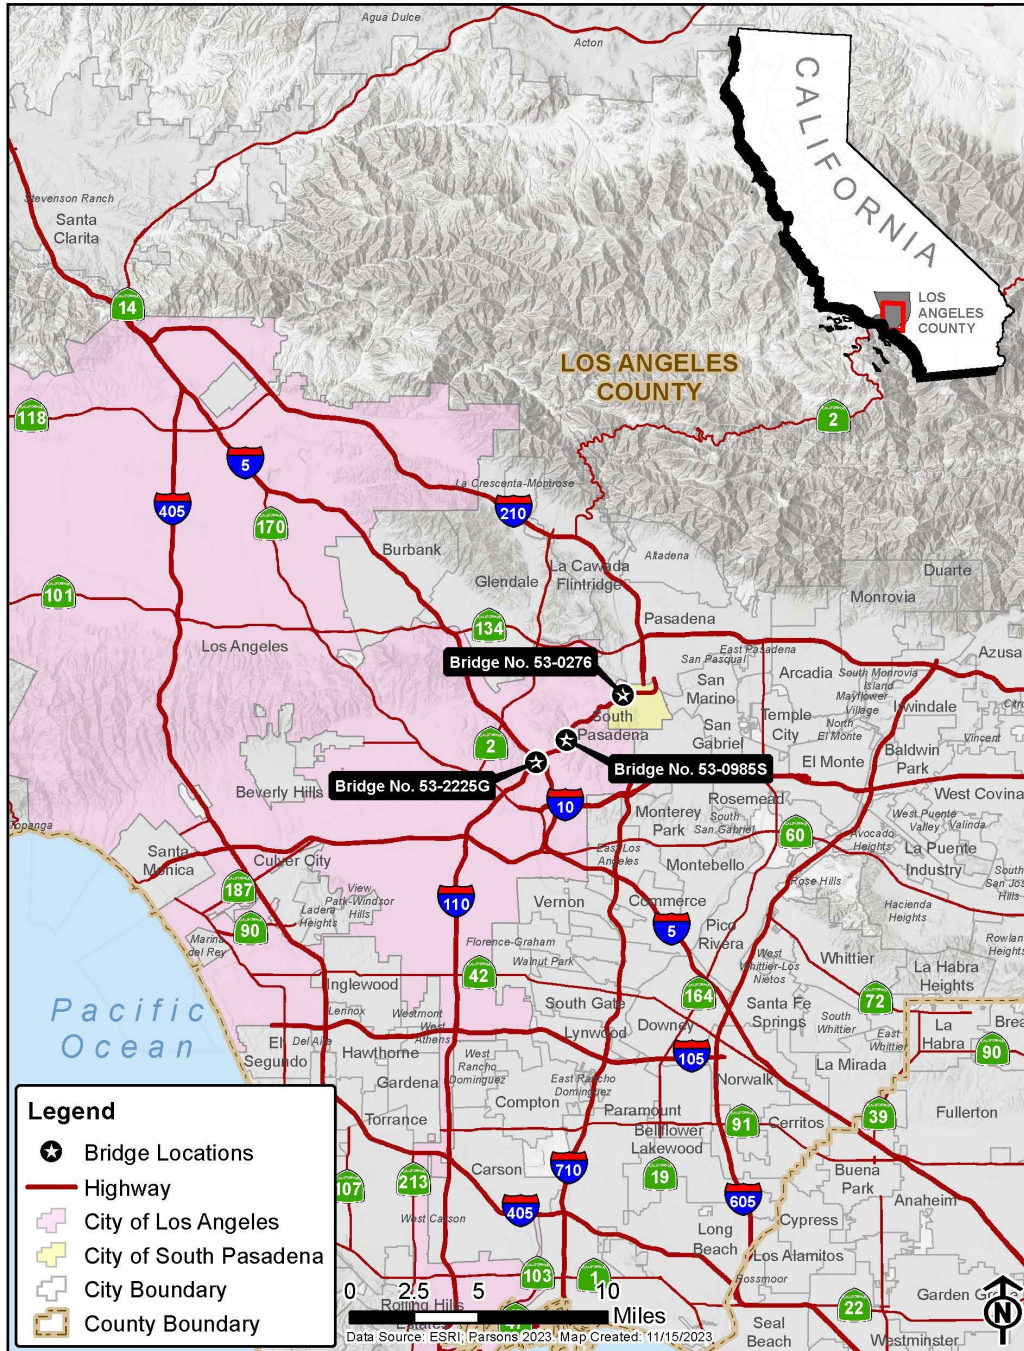 Agua Dulce
Acton
CALIFORNIA
Stevenson Ranch
Santa
Clarita
14
LOS
ANGELES
COUNTY
LOS ANGELES
COUNTY
118
2
5
La Crescenta-Montrose
405
210
170
Burbank
Altadena
La Canada
Flintridge
Glendale
Duarte
101
Monrovia
134
Pasadena
Los Angeles
East Pasadena
San Pasqual
Azusa
Bridge No. 53-0276
Arcadia
South Monrovia
Island
San
Marino
Mayflower
Village
Irwindale
South
Pasadena
Temple
City
North
El Monte
San
Gabriel
Vincent
2
Baldwin
Park
El Monte
Bridge No. 53-0985S
Bridge No. 53-2225G
Beverly Hills
Rosemead
West Covina
10
Monterey
Park
South
San Gabriel
West Puente
Valley
Valinda
Topanga
60
Avocado
Heights
La Puente
East Los
Angeles
Santa
Monica
Culver City
Montebello
Industry
South
San Jos
Hills
187
View
Park-Windsor
Hills
Rose Hills
110
Vernon
Commerce
Hacienda
Heights
Ladera
Heights
90
5
Pico
Rivera
Marina
del Rey
Florence-Graham
Walnut Park
Rowlan
Heights
West
Whittier-Los
Nietos
Whittier
42
La Habra
Heights
Inglewood
164
72
Pacific
Ocean
South Gate
Santa Fe
Springs
Lennox
Westmont
West
Athens
South
Whittier
Downey
Lynwood
La
Habra
Brea
El
Segundo
Del Aire
East
Whittier
Hawthorne
West
Rancho
Dominguez
105
90
La Mirada
Gardena
East Rancho
Dominguez
Norwalk
Compton
Paramount
39
Fullerton
Torrance
91
Cerritos
Bellflower
Lakewood
Carson
710
19
Buena
Park
107
213
Anaheim
605
West Carson
405
Cypress
Long
Beach
Los Alamitos
103
1
Rossmoor
Rolling Hills
Estates
Garden Grove
22
Seal
Beach
Westminster
Legend
Bridge Locations
Highway
City of Los Angeles
City of South Pasadena
City Boundary
County Boundary
0 2.5 5 10
Miles
Data Source: ESRI; Parsons 2023. Map Created: 11/15/2023
N